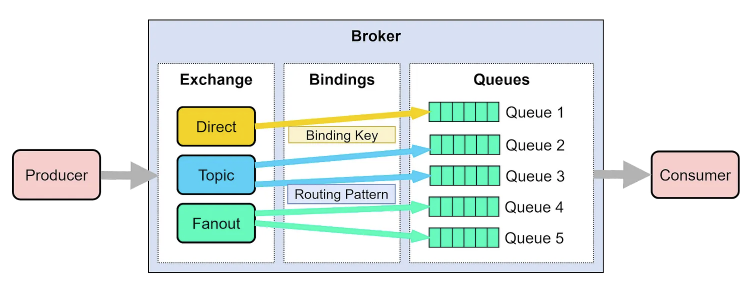 Broker
Exchange
Bindings
Queues
Direct
Binding Key
Queue 1
Producer
Topic
Routing Pattern
Queue 2
Queue 3
Consumer
Fanout
Queue 4
Queue 5